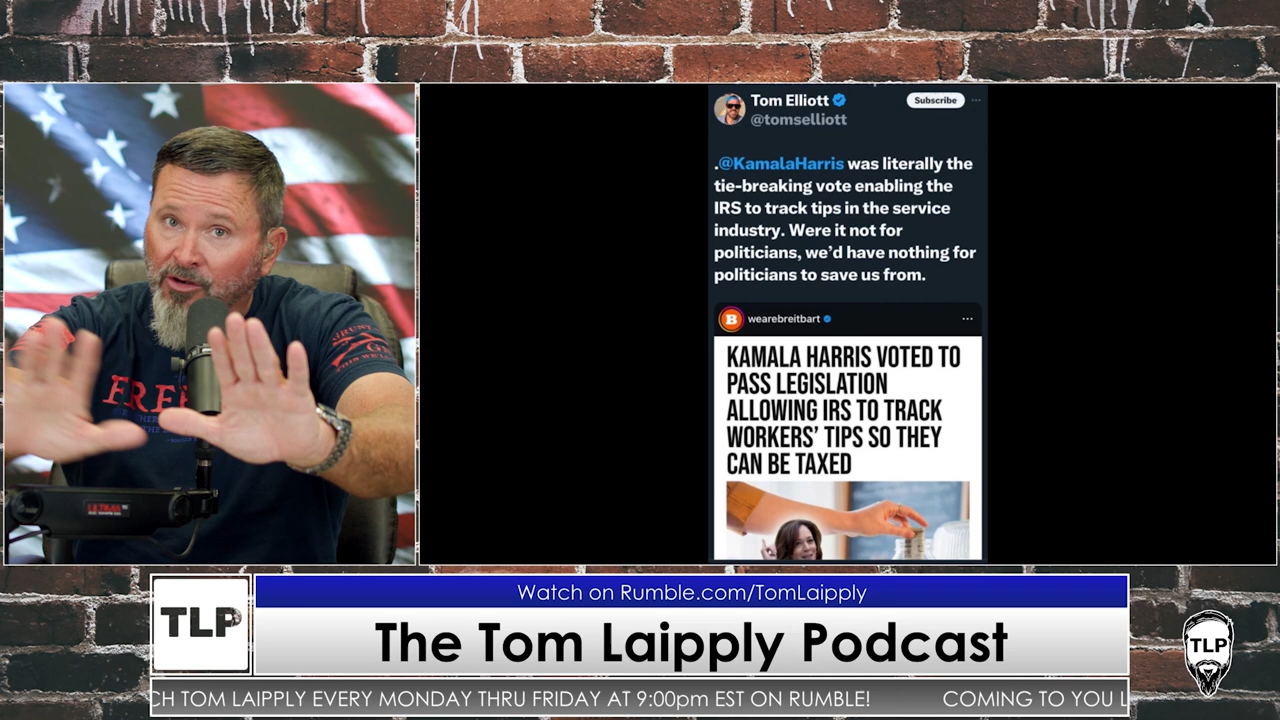 Tom Elliott
@tomselliott
Subscribe
.@KamalaHarris was literally the
tie-breaking vote enabling the
IRS to track tips in the service
industry. Were it not for
politicians, we'd have nothing for
politicians to save us from.
B
wearebreitbart
KAMALA HARRIS VOTED TO
PASS LEGISLATION
ALLOWING IRS TO TRACK
WORKERS' TIPS SO THEY
CAN BE TAXED
FREE
TLP
Watch on Rumble.com/TomLaipply
The Tom Laipply Podcast
CH TOM LAIPPLY EVERY MONDAY THRU FRIDAY AT 9:00pm EST ON RUMBLE! COMING TO YOU L
TLP